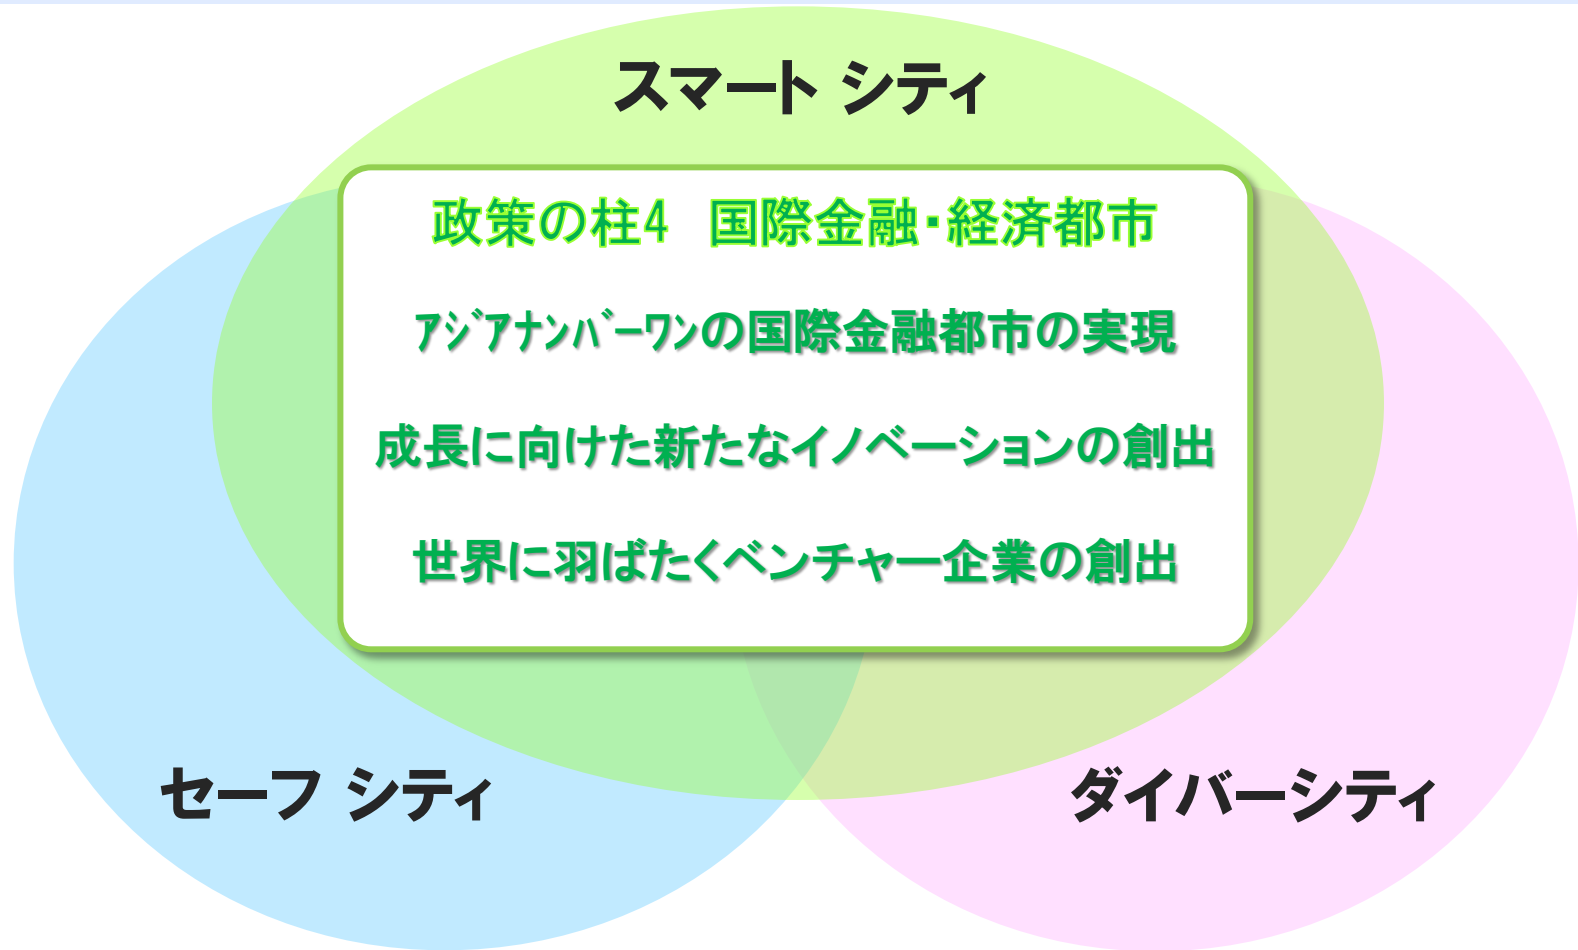 スマート シティ
政策の柱4　国際金融・経済都市
ｱｼﾞｱﾅﾝﾊﾞｰﾜﾝの国際金融都市の実現
成長に向けた新たなイノベーションの創出
世界に羽ばたくベンチャー企業の創出
セーフ シティ
ダイバーシティ